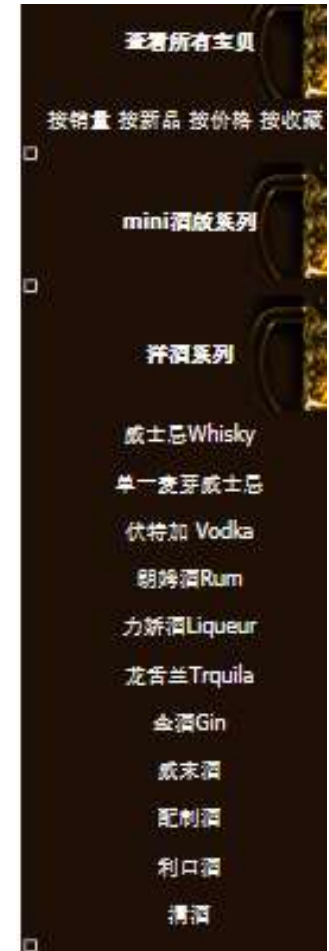 查看所有宝贝
按销量 按新品 按价格 按收藏
mini酒版系列
洋酒系列
威士忌Whisky
单一麦芽威士忌
伏特加 Vodka
朗姆酒Rum
力娇酒Liqueur
龙舌兰Trquila
金酒Gin
威末酒
配制酒
利口酒
清酒